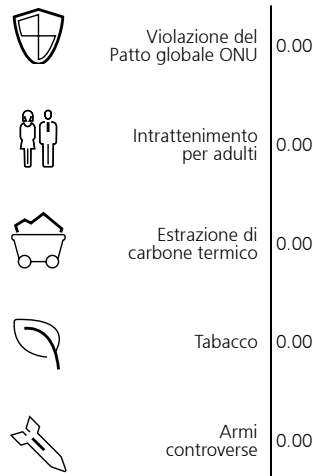 Violazione del
Patto globale ONU
0.00
Intrattenimento
per adulti
0.00
Estrazione di
carbone termico
0.00
Tabacco
0.00
Armi
controverse
0.00